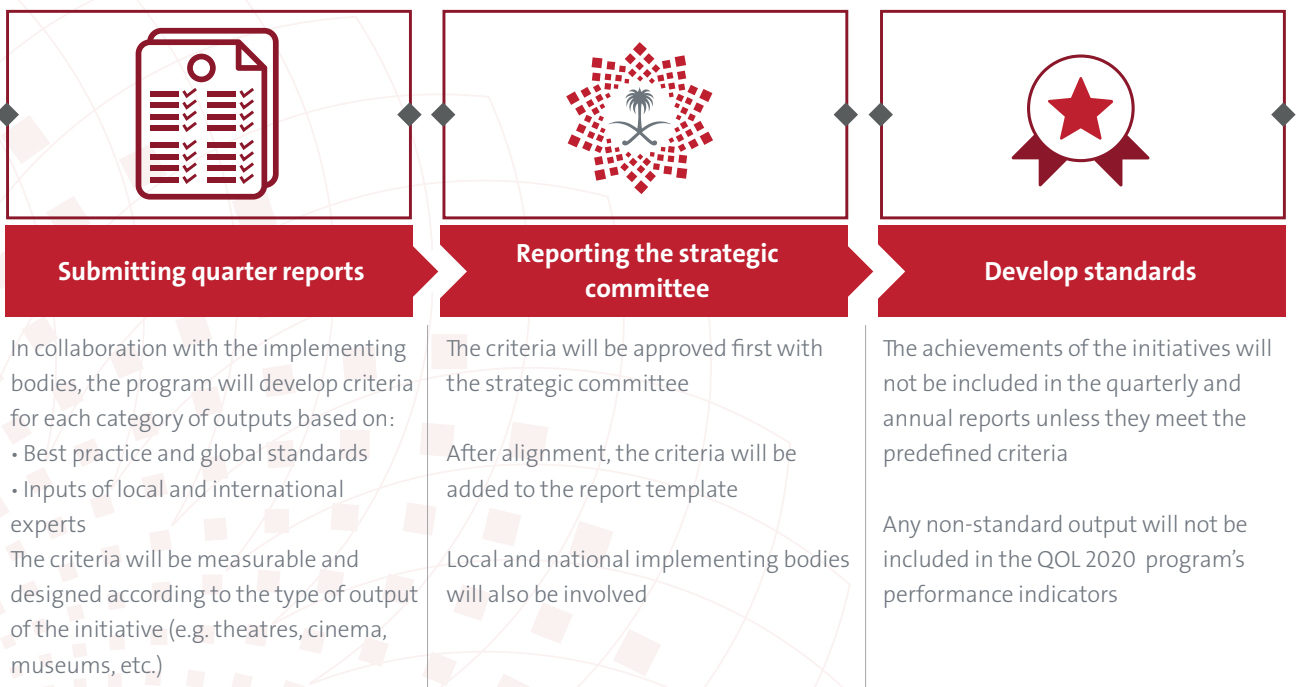 Submitting quarter reports
Reporting the strategic
committee
Develop standards
In collaboration with the implementing
bodies, the program will develop criteria
for each category of outputs based on:
• Best practice and global standards
• Inputs of local and international
experts
The criteria will be measurable and
designed according to the type of output
of the initiative (e.g. theatres, cinema,
museums, etc.)
The criteria will be approved first with
the strategic committee
After alignment, the criteria will be
added to the report template
Local and national implementing bodies
will also be involved
The achievements of the initiatives will
not be included in the quarterly and
annual reports unless they meet the
predefined criteria
Any non-standard output will not be
included in the QOL 2020 program’s
performance indicators